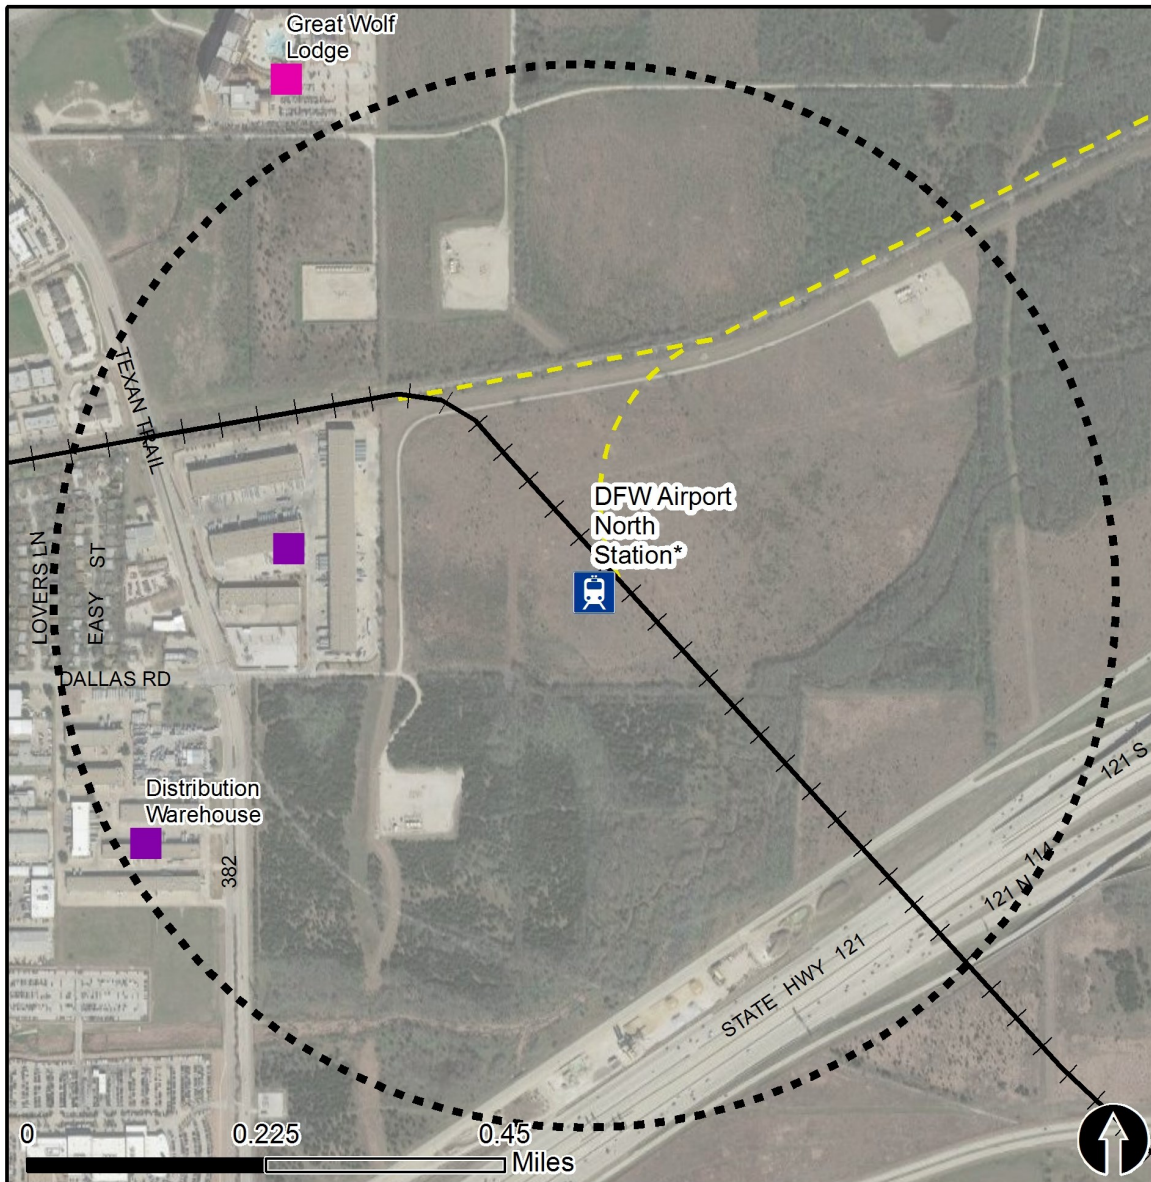 Great Wolf
Lodge
TEXAN TRAIL
DFW Airport
North
Station*
LOVERS LN
EASY ST
DALLAS RD
Distribution
Warehouse
382
121 S
114
121 N
STATE HWY 121
0 0.225 0.45
Miles